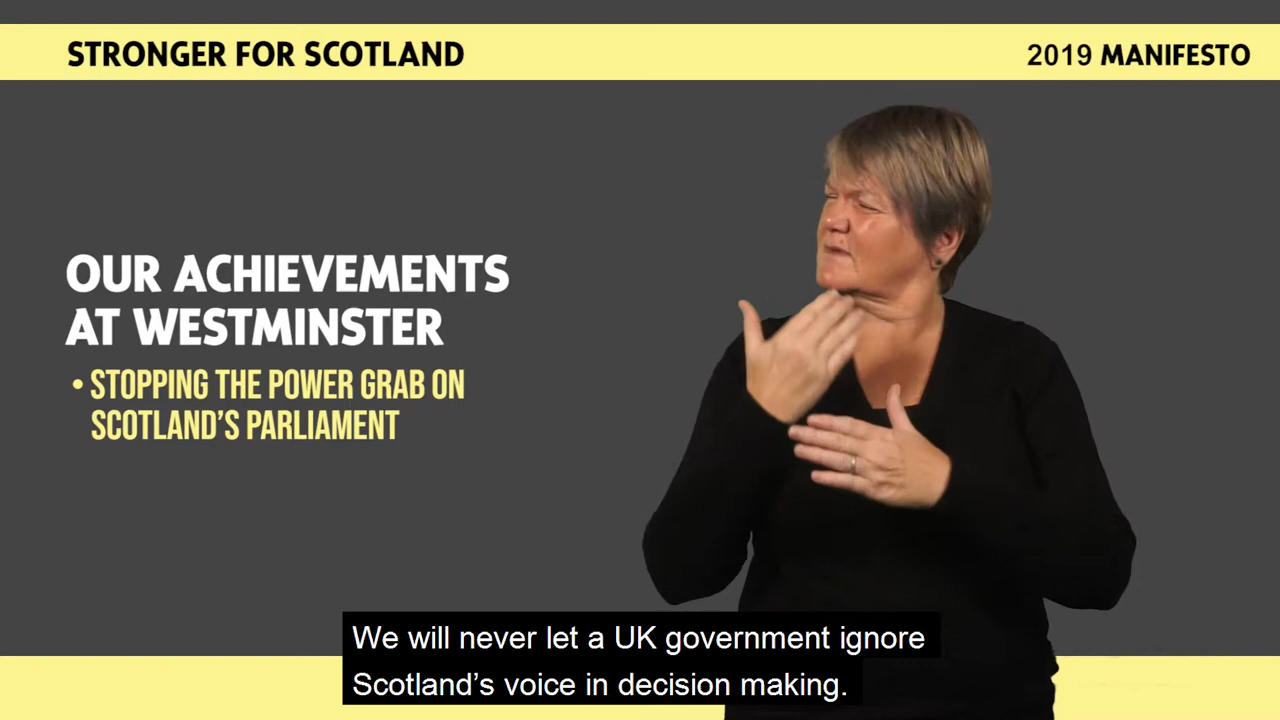 STRONGER FOR SCOTLAND
2019 MANIFESTO
OUR ACHIEVEMENTS
AT WESTMINSTER
• STOPPING THE POWER GRAB ON
SCOTLAND'S PARLIAMENT
We will never let a UK government ignore
Scotland's voice in decision making.